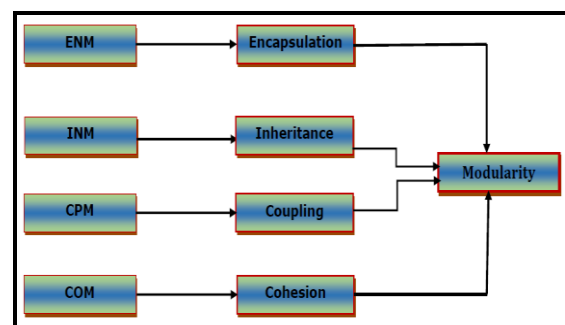 ENM
Encapsulation
INM
Inheritance
Modularity
CPM
Coupling
COM
Cohesion